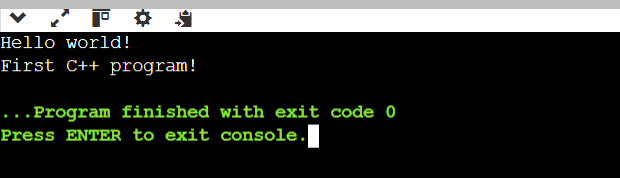 Hello world!
First C++ program!
...Program finished with exit code 0
Press ENTER to exit console.